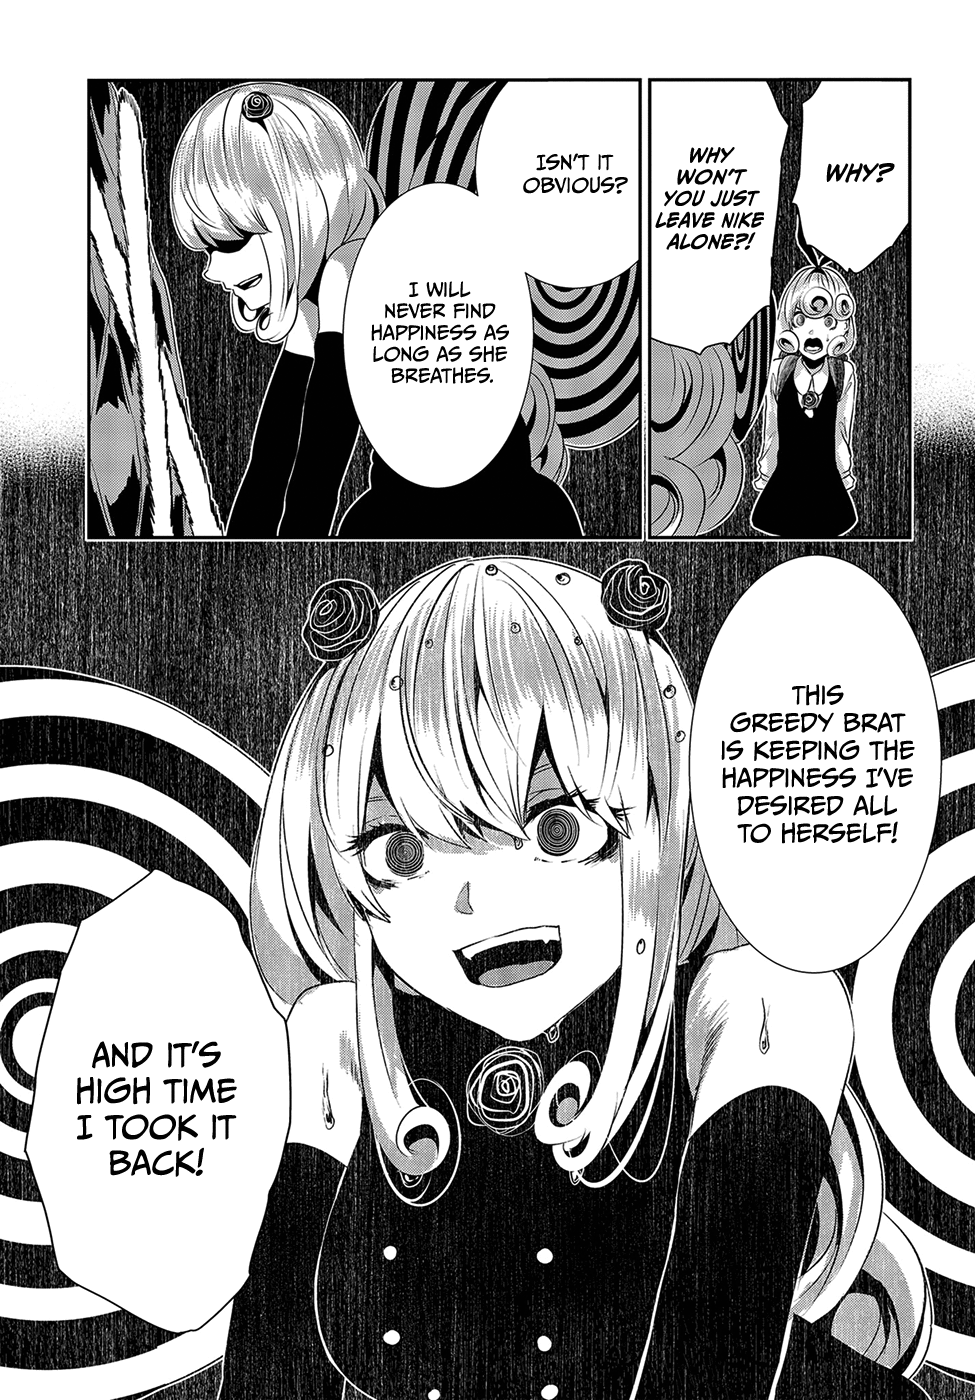 WHY?
WHY
WON'T
YOU JUST
LEAVE NIKE
ALONE?!
ISN'T IT
OBVIOUS?
I WILL
NEVER FIND
HAPPINESS AS
LONG AS SHE
BREATHES.
THIS
GREEDY BRAT
IS KEEPING THE
HAPPINESS I'VE
DESIRED ALL
TO HERSELF!
AND IT'S
HIGH TIME
I TOOK IT
BACK!